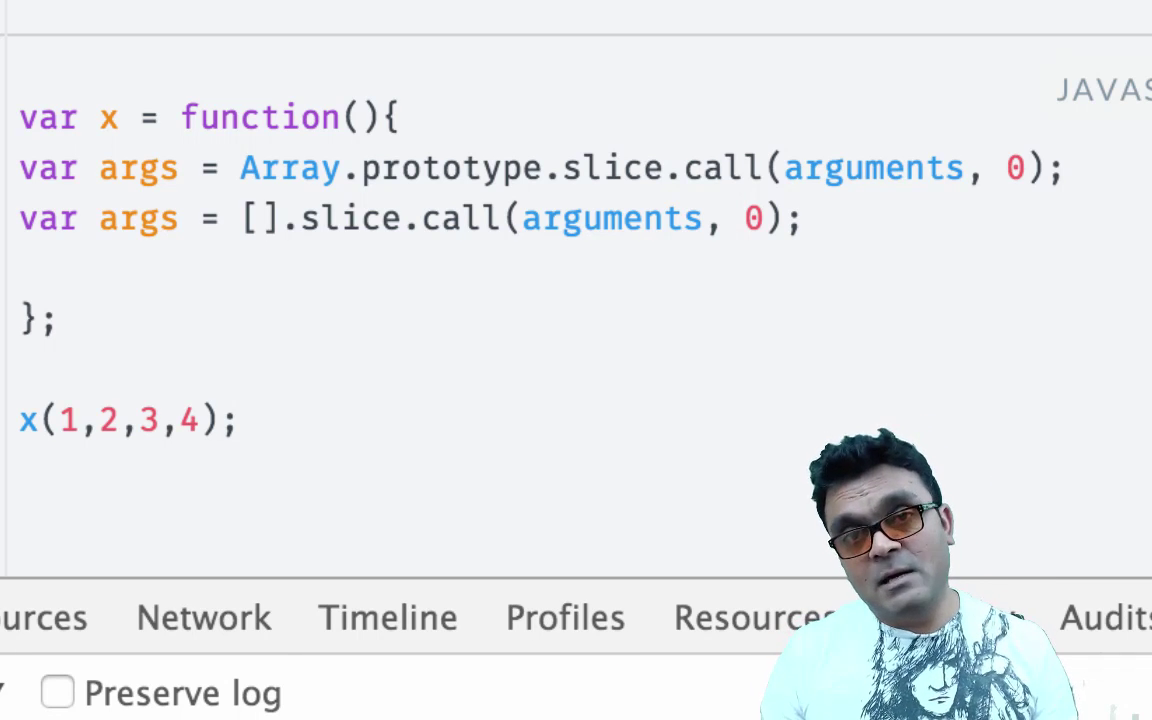 JAVAS
var x = function(){
var args = Array.prototype.slice.call(arguments, 0);
var args = [].slice.call(arguments, 0);
};
x(1,2,3,4);
urces Network Timeline Profiles Resources Audits
Preserve log